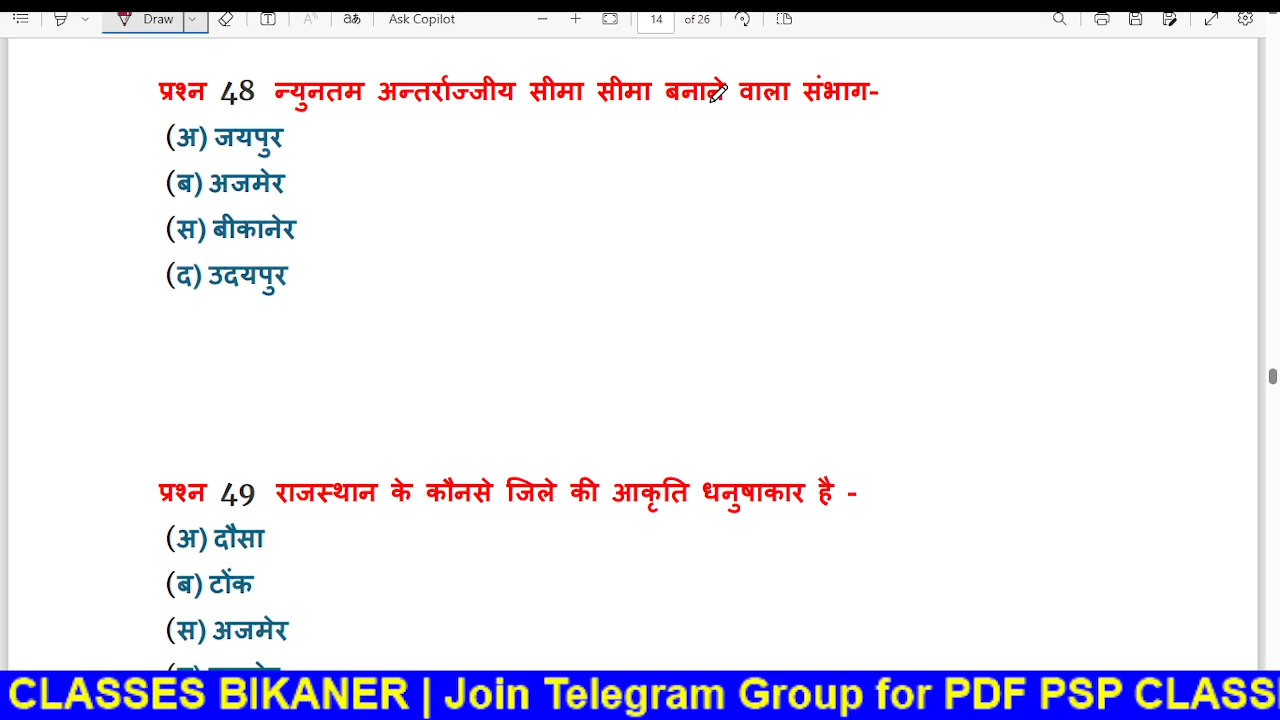 Draw
Ask Copilot
14 of 26
प्रश्न 48 न्युनतम अन्तर्राज्जीय सीमा सीमा बनाने वाला संभाग-
(अ) जयपुर
(ब) अजमेर
(स) बीकानेर
(द) उदयपुर
प्रश्न 49 राजस्थान के कौनसे जिले की आकृति धनुषाकार है -
(अ) दौसा
(ब) टोंक
(स) अजमेर
CLASSES BIKANER | Join Telegram Group for PDF PSP CLASS